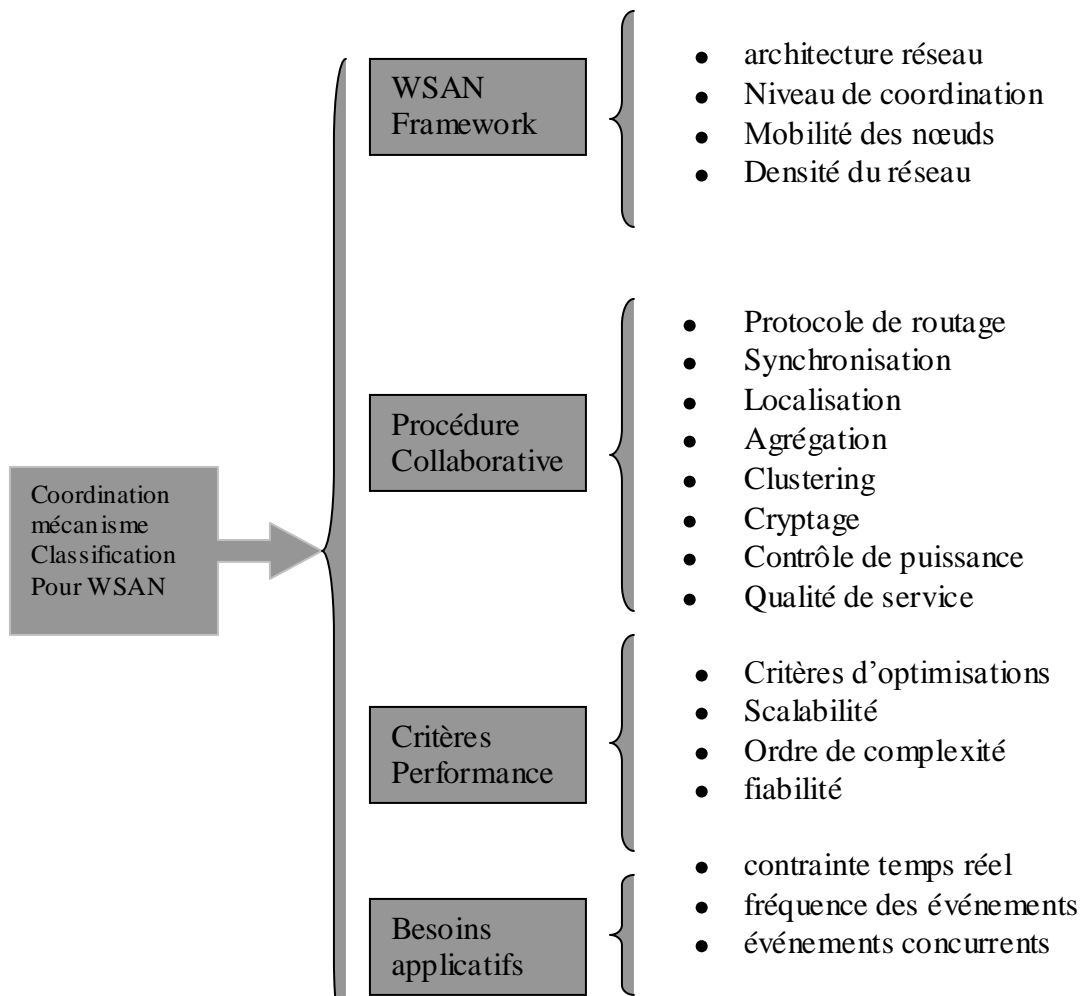 Coordination
mécanisme
Classification
Pour WSAN
WSAN
Framework
● architecture réseau
● Niveau de coordination
● Mobilité des nœuds
● Densité du réseau
Procédure
Collaborative
● Protocole de routage
● Synchronisation
● Localisation
● Agrégation
● Clustering
● Cryptage
● Contrôle de puissance
● Qualité de service
Critères
Performance
● Critères d’optimisations
● Scalabilité
● Ordre de complexité
● fiabilité
Besoins
applicatifs
● contrainte temps réel
● fréquence des événements
● événements concurrents